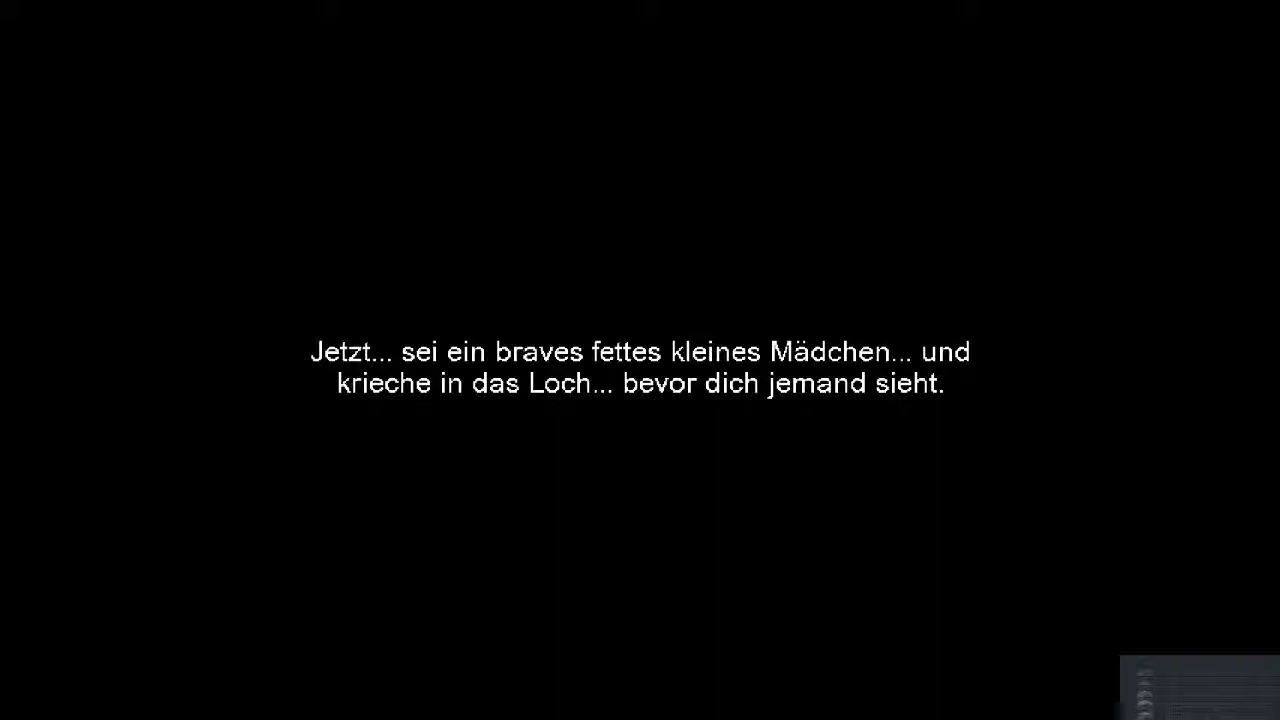 Jetzt... sei ein braves fettes kleines Mädchen... und
krieche in das Loch... bevor dich jemand sieht.